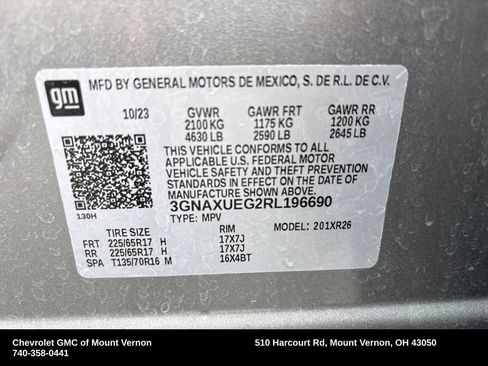 gm
MFD BY GENERAL MOTORS DE MEXICO, S. DE R.L. DE C.V.
10/23 GVWR GAWR FRT GAWR RR
2100 KG 1175 KG 1200 KG
4630 LB 2590 LB 2645 LB
THIS VEHICLE CONFORMS TO ALL
APPLICABLE U.S. FEDERAL MOTOR
VEHICLE SAFETY AND THEFT PREVENTION
STANDARDS IN EFFECT ON THE DATE OF
MANUFACTURE SHOWN ABOVE.
3GNAXUEG2RL196690
130H
TYPE: MPV MODEL: 201XR26
TIRE SIZE RIM
FRT 225/65R17 H 17X7J
RR 225/65R17 H 17X7J
SPA T135/70R16 M 16X4BT
Chevrolet GMC of Mount Vernon 510 Harcourt Rd, Mount Vernon, OH 43050
740-358-0441